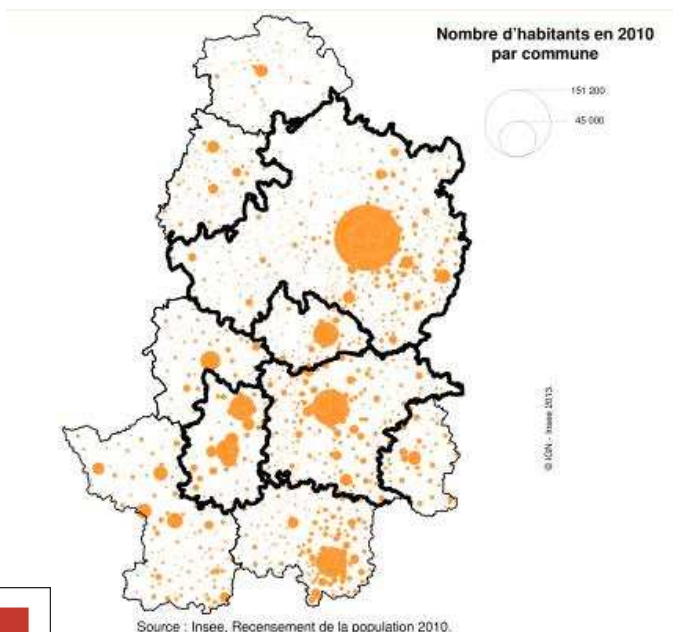 Nombre d'habitants en 2010
par commune
151 200
45 000
© IGN - Insee 2013
Source : Insee, Recensement de la population 2010.